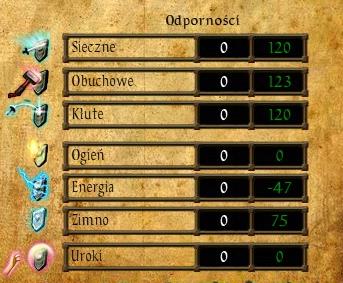 Odporności
Sieczne 0 120
Obuchowe 0 123
Kłute 0 120
Ogień 0 0
Energia 0 -47
Zimno 0 75
Uroki 0 0